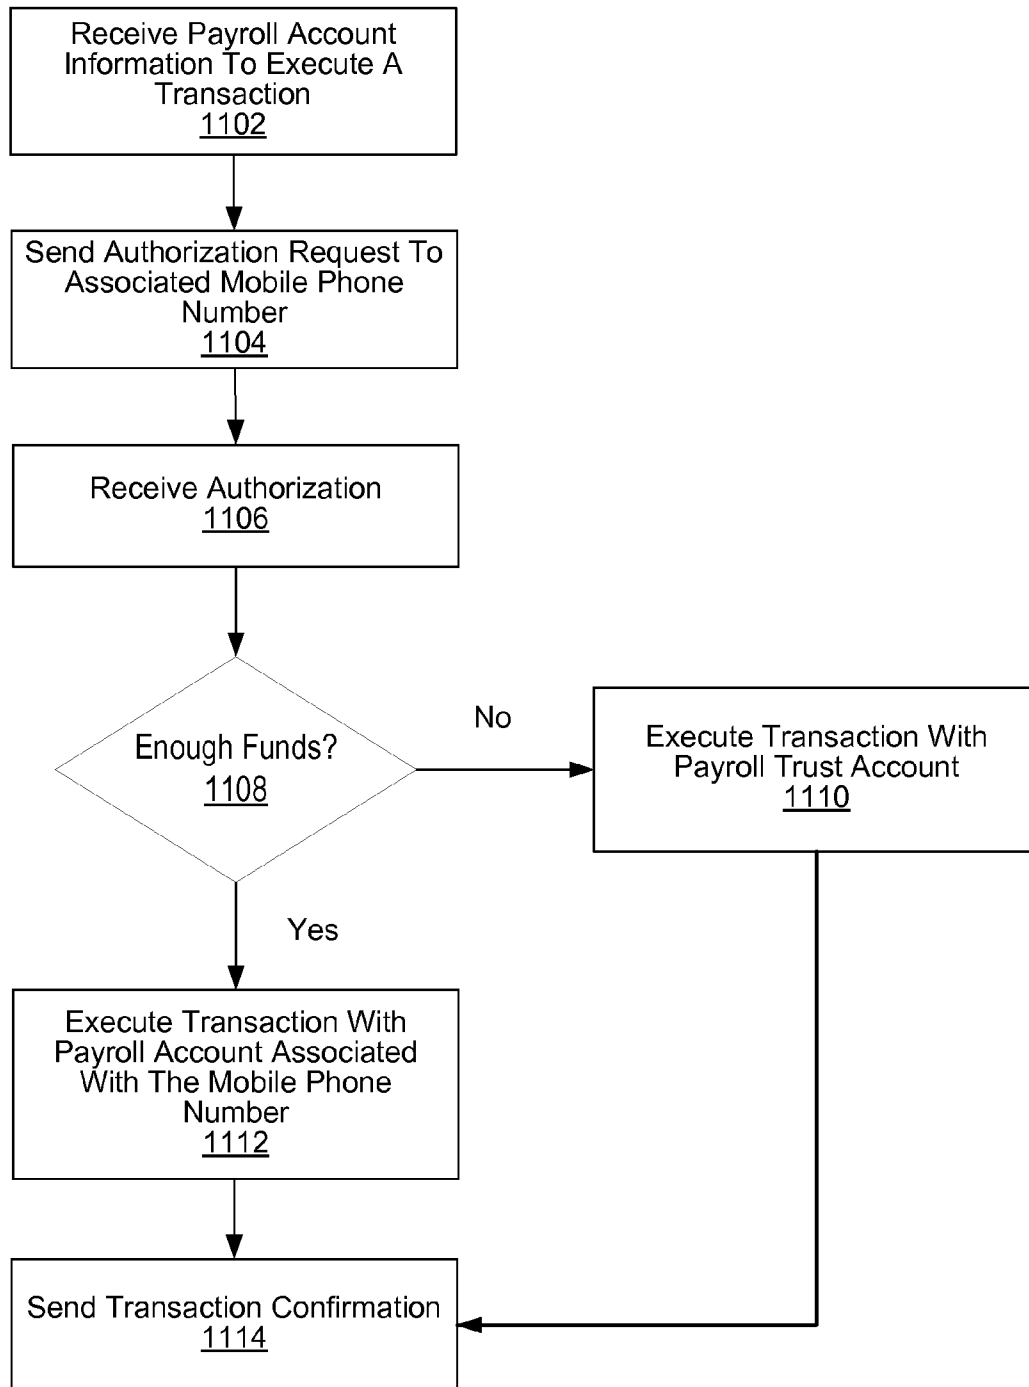 Receive Payroll Account
Information To Execute A
Transaction
1102
Send Authorization Request To
Associated Mobile Phone
Number
1104
Receive Authorization
1106
Enough Funds?
1108
No
Execute Transaction With
Payroll Trust Account
1110
Yes
Execute Transaction With
Payroll Account Associated
With The Mobile Phone
Number
1112
Send Transaction Confirmation
1114